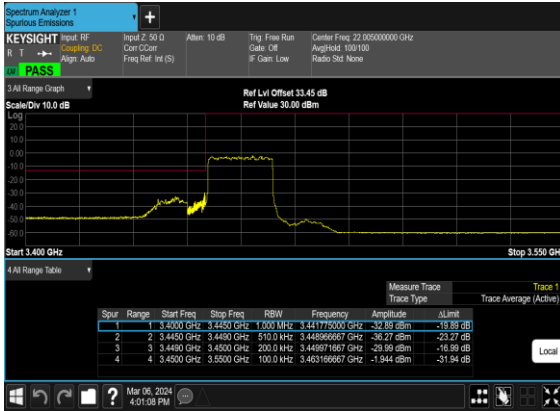 Spectrum Analyzer 1
Spurious Emissions
KEYSIGHT
R T
Input: RF
Coupling: DC
Align: Auto
Input Z: 50 Ω
Corr CCorr
Freq Ref: Int (S)
Atten: 10 dB
Trig: Free Run
Gate: Off
IF Gain: Low
Center Freq: 22.005000000 GHz
Avg|Hold: 100/100
Radio Std: None
PASS
3 All Range Graph
Scale/Div 10.0 dB
Ref Lvl Offset 33.45 dB
Ref Value 30.00 dBm
Log
20.0
10.0
0.00
-10.0
-20.0
-30.0
-40.0
-50.0
-60.0
Start 3.400 GHz
Stop 3.550 GH
4 All Range Table
Measure Trace Trace 1
Trace Type Trace Average (Active)
Spur Range Start Freq Stop Freq RBW Frequency Amplitude ΔLimit
1 1 3.4000 GHz 3.4450 GHz 1.000 MHz 3.441775000 GHz -32.89 dBm -19.89 dB
2 2 3.4450 GHz 3.4490 GHz 510.0 kHz 3.448966667 GHz -36.27 dBm -23.27 dB
3 3 3.4490 GHz 3.4500 GHz 200.0 kHz 3.449971667 GHz -29.99 dBm -16.99 dB
4 4 3.4500 GHz 3.5500 GHz 100.0 kHz 3.463166667 GHz -1.944 dBm -31.94 dB
Local
Mar 06, 2024
4:01:08 PM